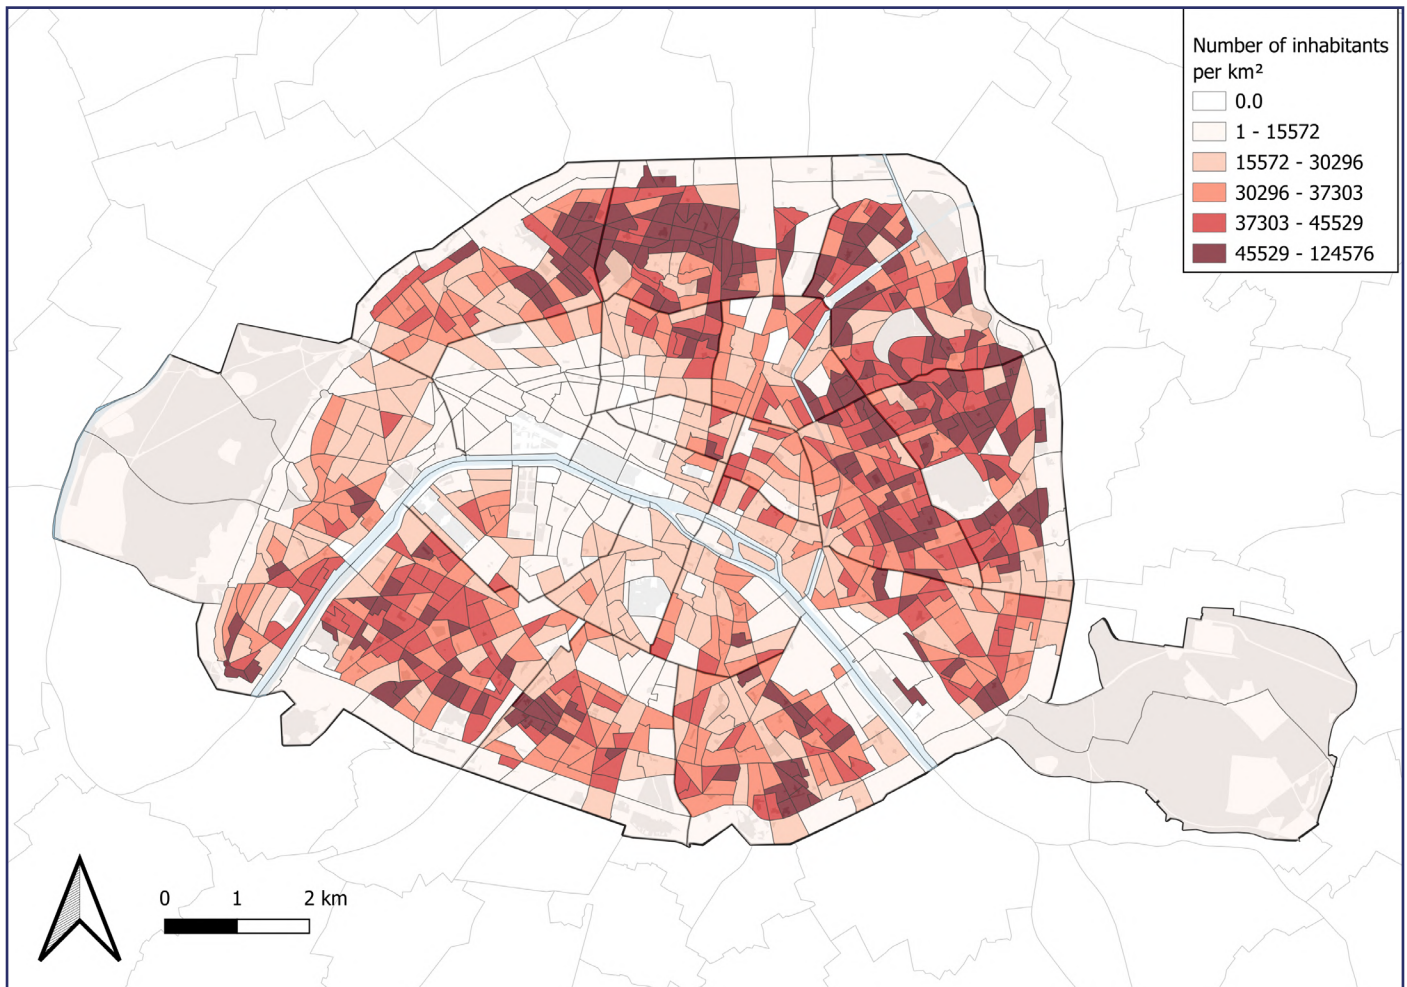 Number of inhabitants
per km²
0.0
1 - 15572
15572 - 30296
30296 - 37303
37303 - 45529
45529 - 124576
0 1 2 km